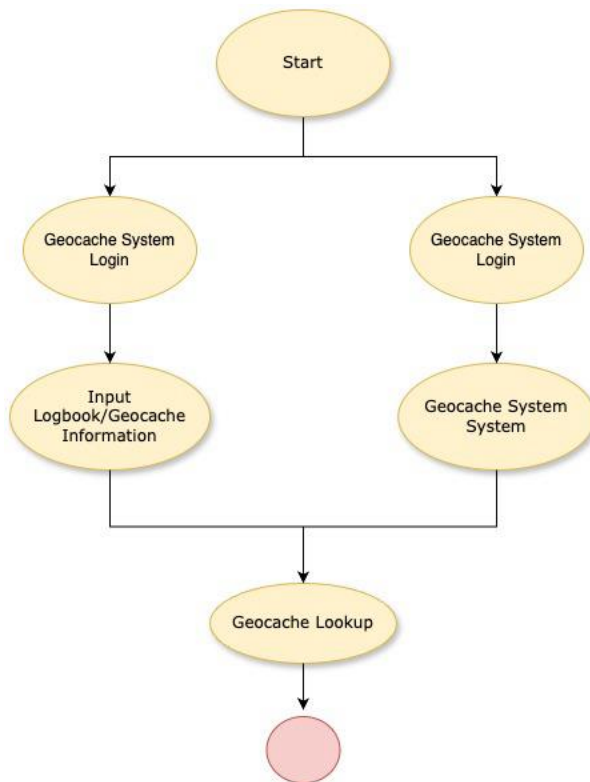 Start
Geocache System
Login
Geocache System
Login
Input
Logbook/Geocache
Information
Geocache System
System
Geocache Lookup